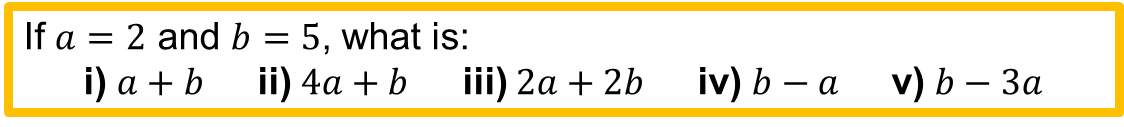 If a = 2 and b = 5, what is:
i) a + b ii) 4a + b iii) 2a + 2b iv) b − a v) b − 3a